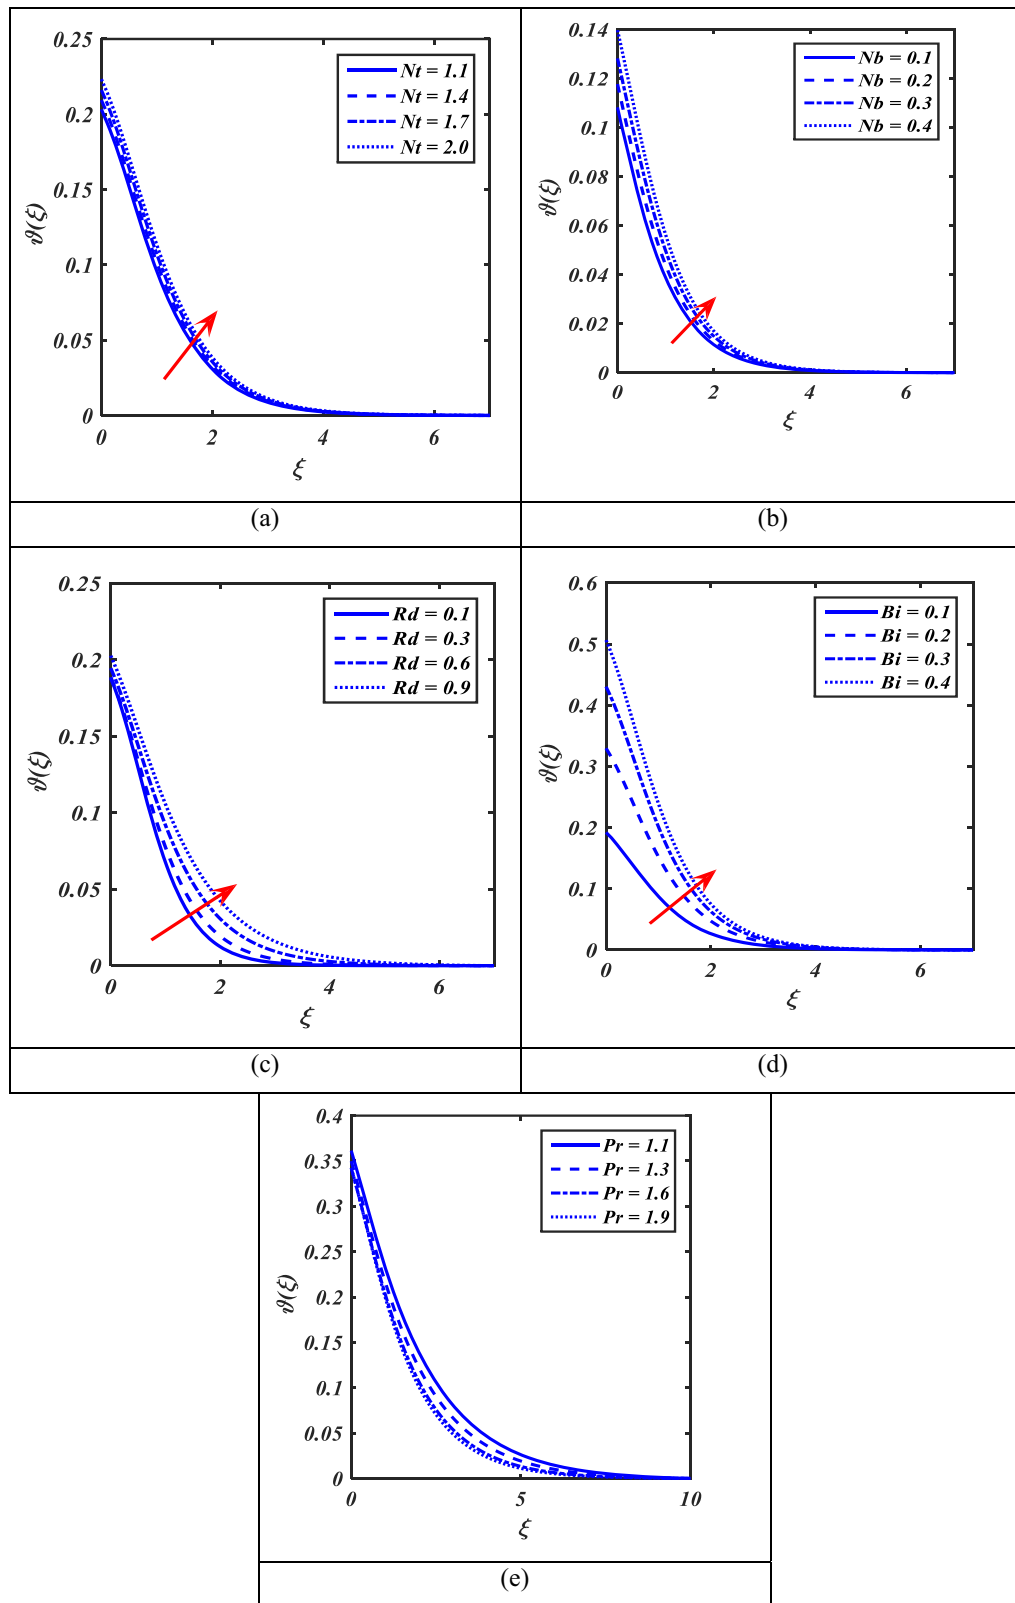 0.25
0.2
0.15
0.1
0.05
0
0 2 4 6
ϑ(ξ)
ξ
Nt = 1.1
Nt = 1.4
Nt = 1.7
Nt = 2.0
0.14
0.12
0.1
0.08
0.06
0.04
0.02
0
0 2 4 6
ϑ(ξ)
ξ
Nb = 0.1
Nb = 0.2
Nb = 0.3
Nb = 0.4
(a)
(b)
0.25
0.2
0.15
0.1
0.05
0
0 2 4 6
ϑ(ξ)
ξ
Rd = 0.1
Rd = 0.3
Rd = 0.6
Rd = 0.9
0.6
0.5
0.4
0.3
0.2
0.1
0
0 2 4 6
ϑ(ξ)
ξ
Bi = 0.1
Bi = 0.2
Bi = 0.3
Bi = 0.4
(c)
(d)
0.4
0.35
0.3
0.25
0.2
0.15
0.1
0.05
0
0 5 10
ϑ(ξ)
ξ
Pr = 1.1
Pr = 1.3
Pr = 1.6
Pr = 1.9
(e)